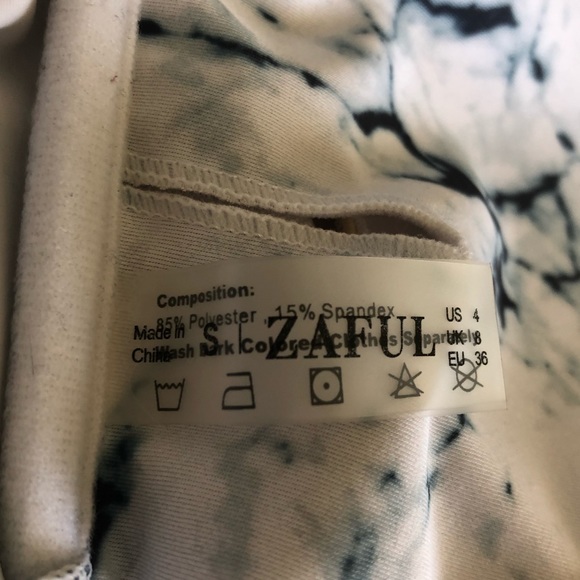 Composition:
85% Polyester , 15% Spandex
Wash Dark Colored Clothes Separately
Made in
China
S | ZAFUL
US 4
UK 8
EU 36